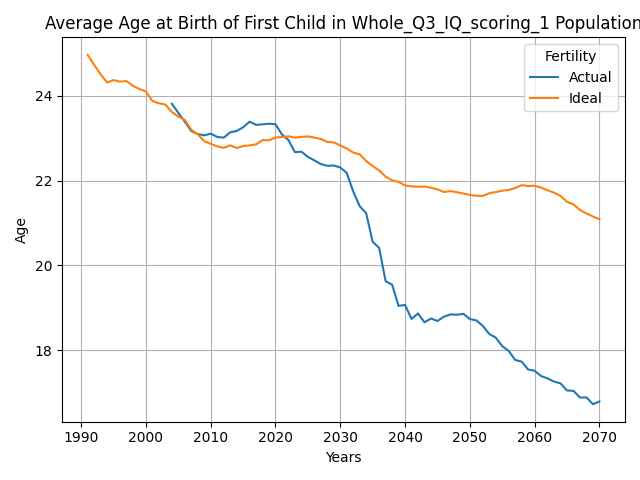 Average Age at Birth of First Child in Whole_Q3_IQ_scoring_1 Population
Fertility
Actual
Ideal
Age
24
22
20
18
1990 2000 2010 2020 2030 2040 2050 2060 2070
Years